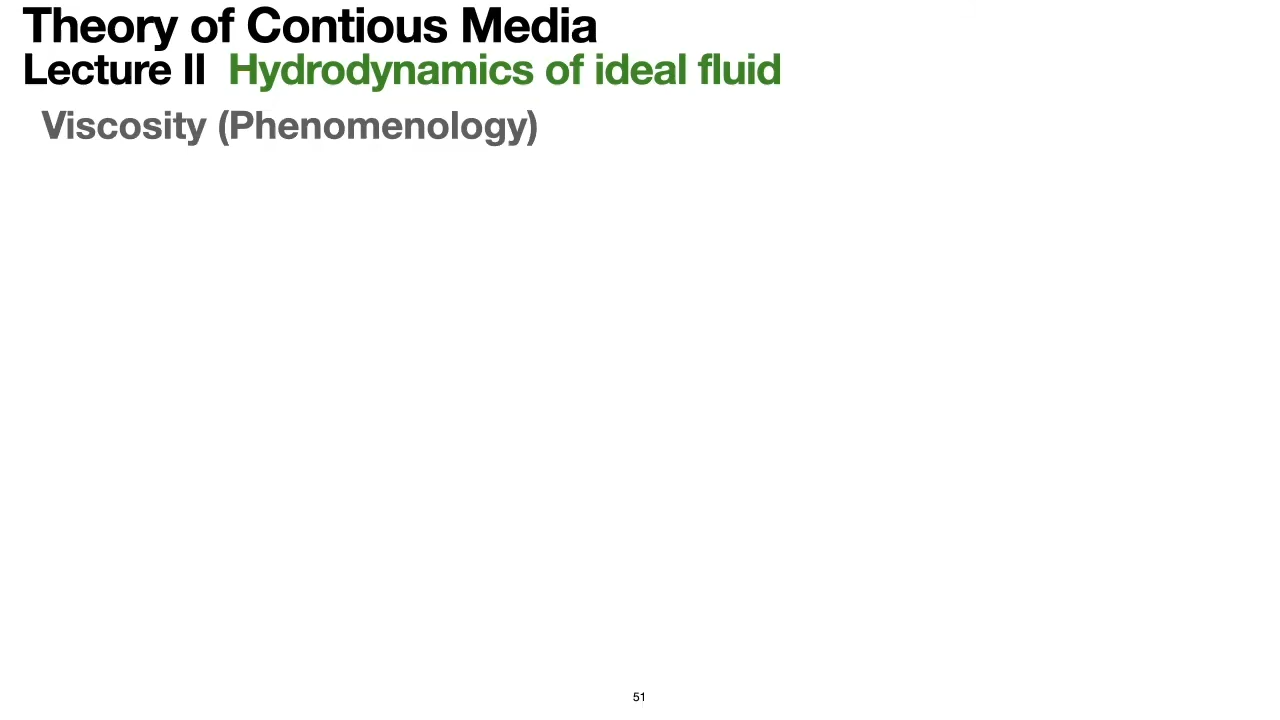 Theory of Contious Media
Lecture II Hydrodynamics of ideal fluid
Viscosity (Phenomenology)
51